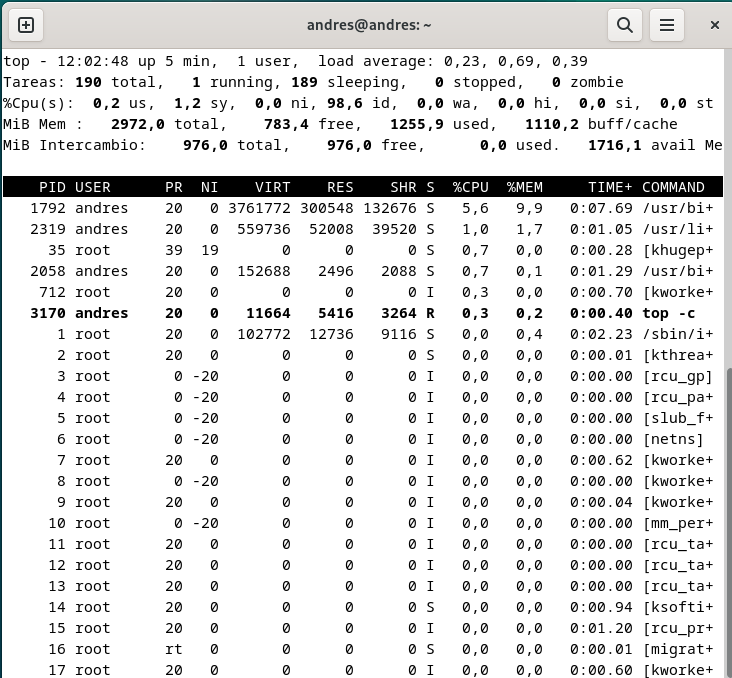 andres@andres: ~
top - 12:02:48 up 5 min,  1 user,  load average: 0,23, 0,69, 0,39
Tareas: 190 total,   1 running, 189 sleeping,   0 stopped,   0 zombie
%Cpu(s):  0,2 us,  1,2 sy,  0,0 ni, 98,6 id,  0,0 wa,  0,0 hi,  0,0 si,  0,0 st
MiB Mem :   2972,0 total,    783,4 free,   1255,9 used,   1110,2 buff/cache
MiB Intercambio:    976,0 total,    976,0 free,      0,0 used.   1716,1 avail Me
PID USER      PR  NI    VIRT    RES    SHR S  %CPU  %MEM     TIME+ COMMAND
1792 andres    20   0 3761772 300548 132676 S   5,6   9,9   0:07.69 /usr/bi+
2319 andres    20   0  559736  52008  39520 S   1,0   1,7   0:01.05 /usr/li+
35 root      39  19       0      0      0 S   0,7   0,0   0:00.28 [khugep+
2058 andres    20   0  152688   2496   2088 S   0,7   0,1   0:01.29 /usr/bi+
712 root      20   0       0      0      0 I   0,3   0,0   0:00.70 [kworke+
3170 andres    20   0   11664   5416   3264 R   0,3   0,2   0:00.40 top -c
1 root      20   0  102772  12736   9116 S   0,0   0,4   0:02.23 /sbin/i+
2 root      20   0       0      0      0 S   0,0   0,0   0:00.01 [kthrea+
3 root       0 -20       0      0      0 I   0,0   0,0   0:00.00 [rcu_gp]
4 root       0 -20       0      0      0 I   0,0   0,0   0:00.00 [rcu_pa+
5 root       0 -20       0      0      0 I   0,0   0,0   0:00.00 [slub_f+
6 root       0 -20       0      0      0 I   0,0   0,0   0:00.00 [netns]
7 root      20   0       0      0      0 I   0,0   0,0   0:00.62 [kworke+
8 root       0 -20       0      0      0 I   0,0   0,0   0:00.00 [kworke+
9 root      20   0       0      0      0 I   0,0   0,0   0:00.04 [kworke+
10 root       0 -20       0      0      0 I   0,0   0,0   0:00.00 [mm_per+
11 root      20   0       0      0      0 I   0,0   0,0   0:00.00 [rcu_ta+
12 root      20   0       0      0      0 I   0,0   0,0   0:00.00 [rcu_ta+
13 root      20   0       0      0      0 I   0,0   0,0   0:00.00 [rcu_ta+
14 root      20   0       0      0      0 S   0,0   0,0   0:00.94 [ksofti+
15 root      20   0       0      0      0 I   0,0   0,0   0:01.20 [rcu_pr+
16 root      rt   0       0      0      0 S   0,0   0,0   0:00.01 [migrat+
17 root      20   0       0      0      0 I   0,0   0,0   0:00.60 [kworke+